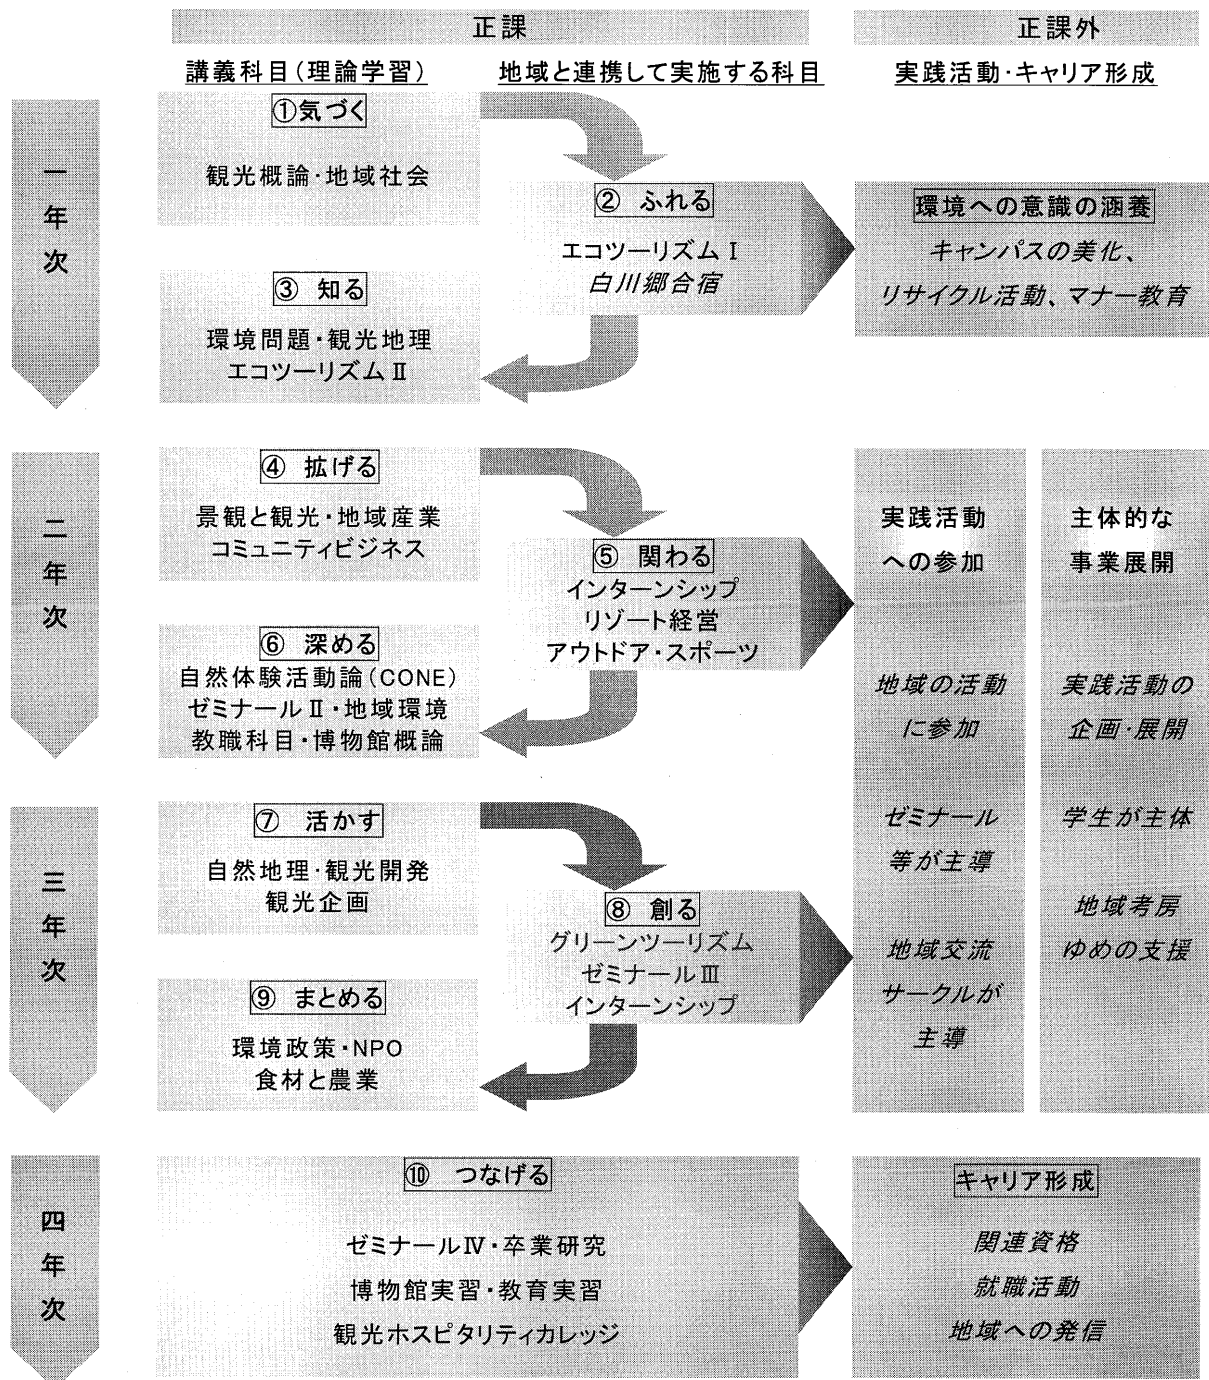 正課
正課外
講義科目(理論学習)
地域と連携して実施する科目
実践活動・キャリア形成
一年次
①気づく
観光概論・地域社会
② ふれる
エコツーリズムⅠ
白川郷合宿
環境への意識の涵養
キャンパスの美化、
リサイクル活動、マナー教育
③ 知る
環境問題・観光地理
エコツーリズムⅡ
二年次
④ 拡げる
景観と観光・地域産業
コミュニティビジネス
⑤ 関わる
インターンシップ
リゾート経営
アウトドア・スポーツ
⑥ 深める
自然体験活動論(CONE)
ゼミナールⅡ・地域環境
教職科目・博物館概論
実践活動
への参加
地域の活動
に参加
ゼミナール
等が主導
地域交流
サークルが
主導
主体的な
事業展開
実践活動の
企画・展開
学生が主体
地域考房
ゆめの支援
三年次
⑦ 活かす
自然地理・観光開発
観光企画
⑧ 創る
グリーンツーリズム
ゼミナールⅢ
インターンシップ
⑨ まとめる
環境政策・NPO
食材と農業
四年次
⑩ つなげる
ゼミナールⅣ・卒業研究
博物館実習・教育実習
観光ホスピタリティカレッジ
キャリア形成
関連資格
就職活動
地域への発信